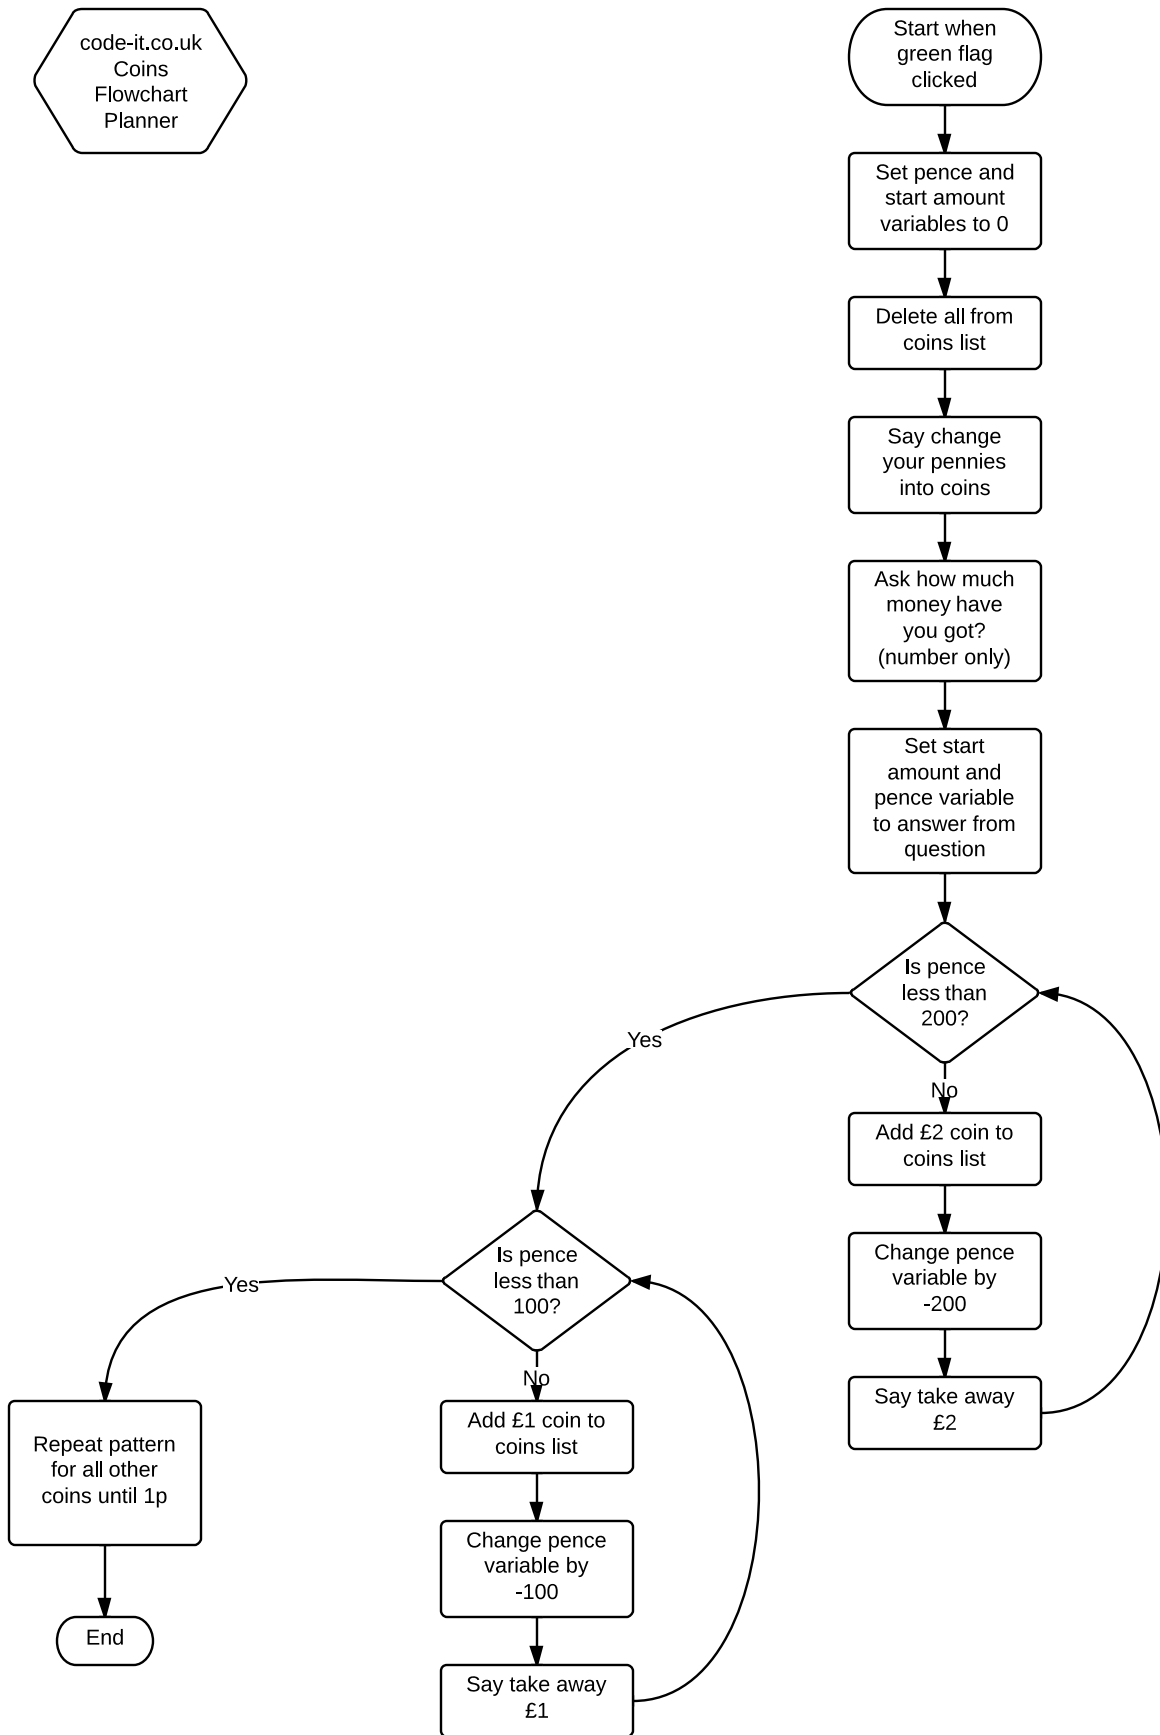 code-it.co.uk
Coins
Flowchart
Planner
Start when
green flag
clicked
Set pence and
start amount
variables to 0
Delete all from
coins list
Say change
your pennies
into coins
Ask how much
money have
you got?
(number only)
Set start
amount and
pence variable
to answer from
question
Is pence
less than
200?
Yes
No
Add £2 coin to
coins list
Change pence
variable by
-200
Say take away
£2
Is pence
less than
100?
Yes
No
Add £1 coin to
coins list
Change pence
variable by
-100
Say take away
£1
Repeat pattern
for all other
coins until 1p
End